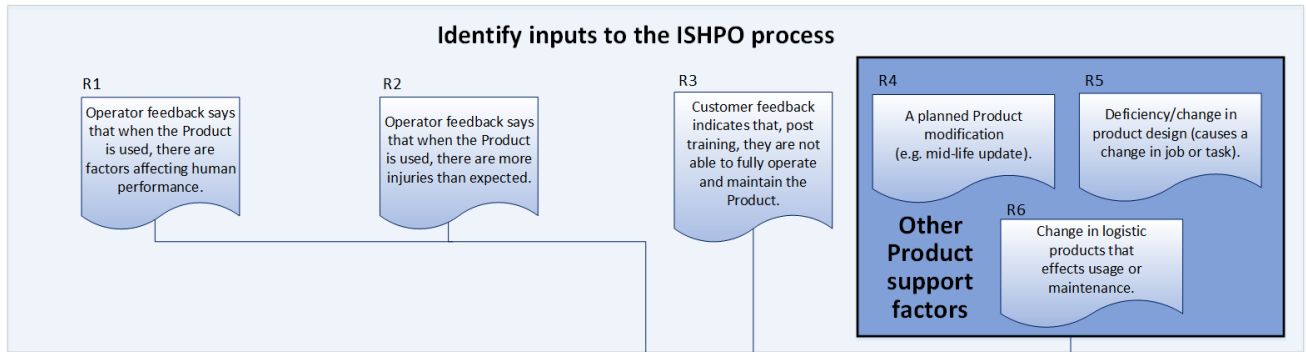 Identify inputs to the ISHPO process
R1
Operator feedback says
that when the Product
is used, there are
factors affecting human
performance.
R2
Operator feedback says
that when the Product
is used, there are more
injuries than expected.
R3
Customer feedback
indicates that, post
training, they are not
able to fully operate
and maintain the
Product.
R4
A planned Product
modification
(e.g. mid-life update).
R5
Deficiency/change in
product design (causes a
change in job or task).
Other
Product
support
factors
R6
Change in logistic
products that
effects usage or
maintenance.